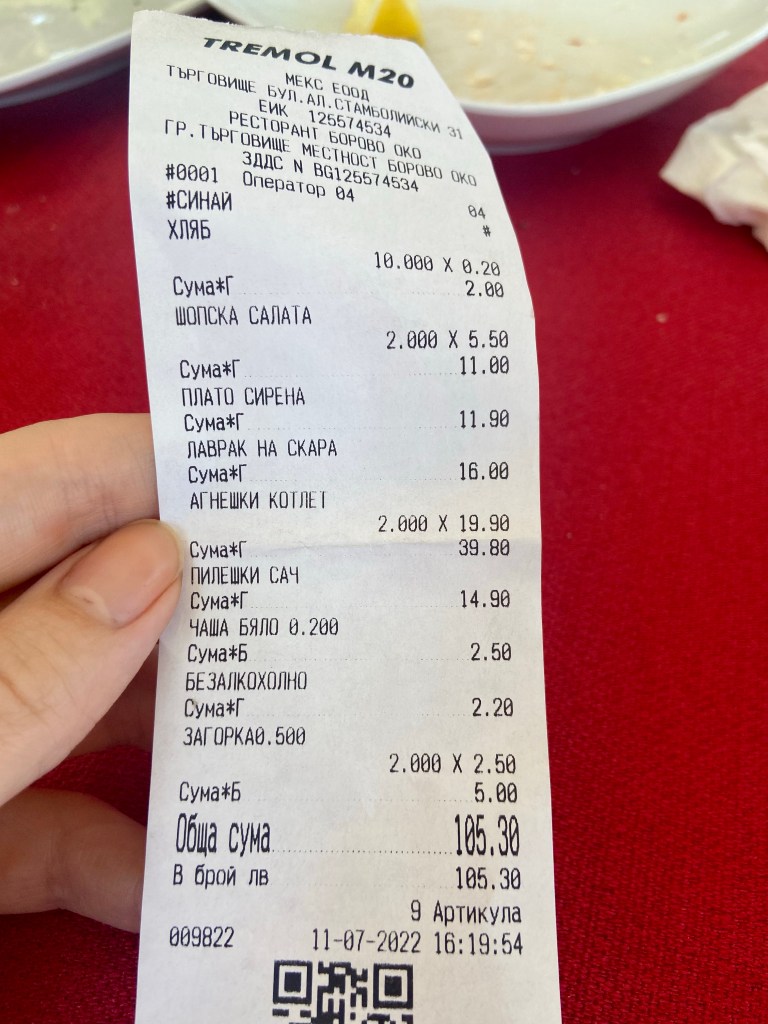 TREMOL M20
МЕКС ЕООД
ТЪРГОВИЩЕ БУЛ.АЛ.СТАМБОЛИЙСКИ 31
ЕИК 125574534
РЕСТОРАНТ БОРОВО ОКО
ГР.ТЪРГОВИЩЕ МЕСТНОСТ БОРОВО ОКО
ЗДДС N BG125574534
#0001 Оператор 04 04
#СИНАЙ #
ХЛЯБ
10.000 X 0.20
Сума*Г 2.00
ШОПСКА САЛАТА
2.000 X 5.50
Сума*Г 11.00
ПЛАТО СИРЕНА
Сума*Г 11.90
ЛАВРАК НА СКАРА
Сума*Г 16.00
АГНЕШКИ КОТЛЕТ
2.000 X 19.90
Сума*Г 39.80
ПИЛЕШКИ САЧ
Сума*Г 14.90
ЧАША БЯЛО 0.200
Сума*Б 2.50
БЕЗАЛКОХОЛНО
Сума*Г 2.20
ЗАГОРКА0.500
2.000 X 2.50
Сума*Б 5.00
Обща сума 105.30
В брой лв 105.30
9 Артикула
009822 11-07-2022 16:19:54